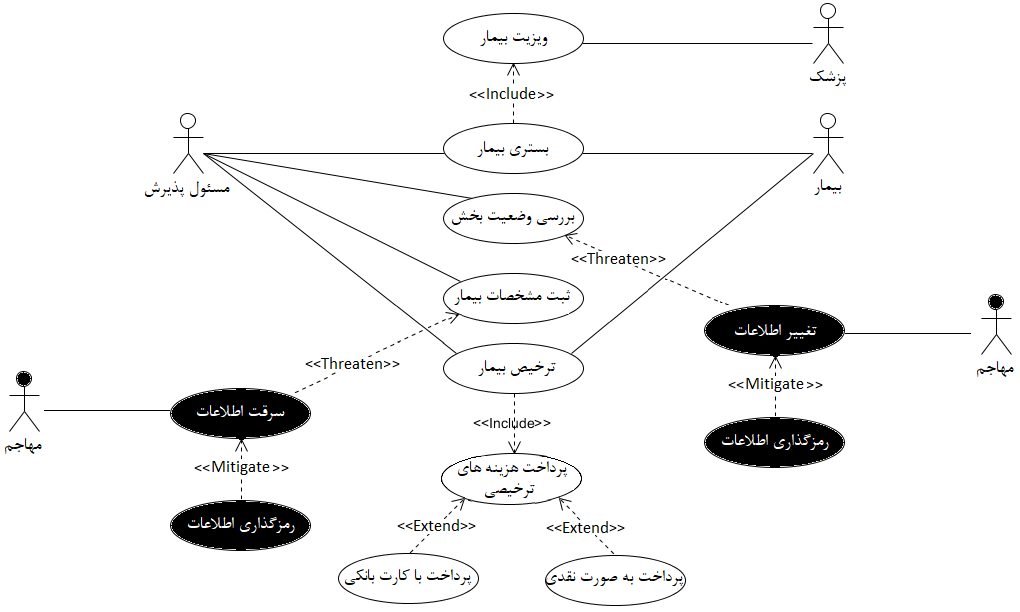 ویزیت بیمار
پزشک
<<Include>>
بستری بیمار
مسئول پذیرش
بیمار
بررسی وضعیت بخش
<<Threaten>>
ثبت مشخصات بیمار
تغییر اطلاعات
مهاجم
<<Threaten>>
ترخیص بیمار
<<Mitigate>>
سرقت اطلاعات
مهاجم
<<Include>>
رمزگذاری اطلاعات
<<Mitigate>>
پرداخت هزینه های
ترخیصی
رمزگذاری اطلاعات
<<Extend>>
<<Extend>>
پرداخت به صورت نقدی
پرداخت با کارت بانکی